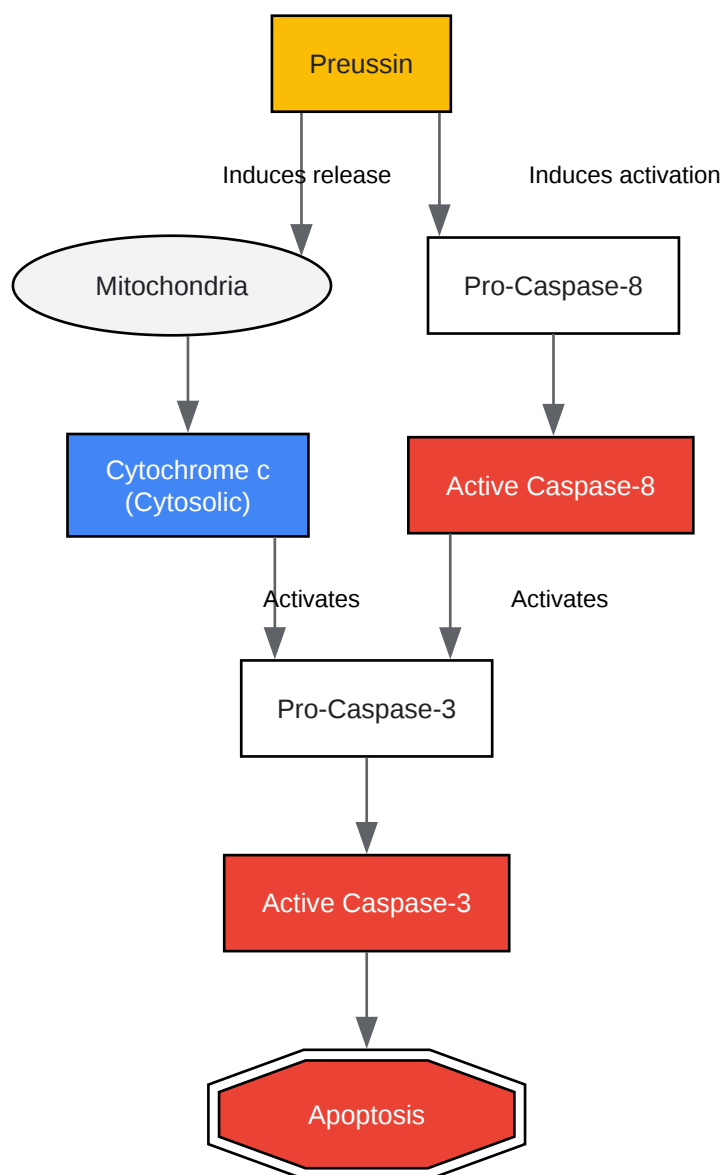 Preussin
Induces release
Induces activation
Mitochondria
Pro-Caspase-8
Cytochrome c
(Cytosolic)
Active Caspase-8
Activates
Activates
Pro-Caspase-3
Active Caspase-3
Apoptosis